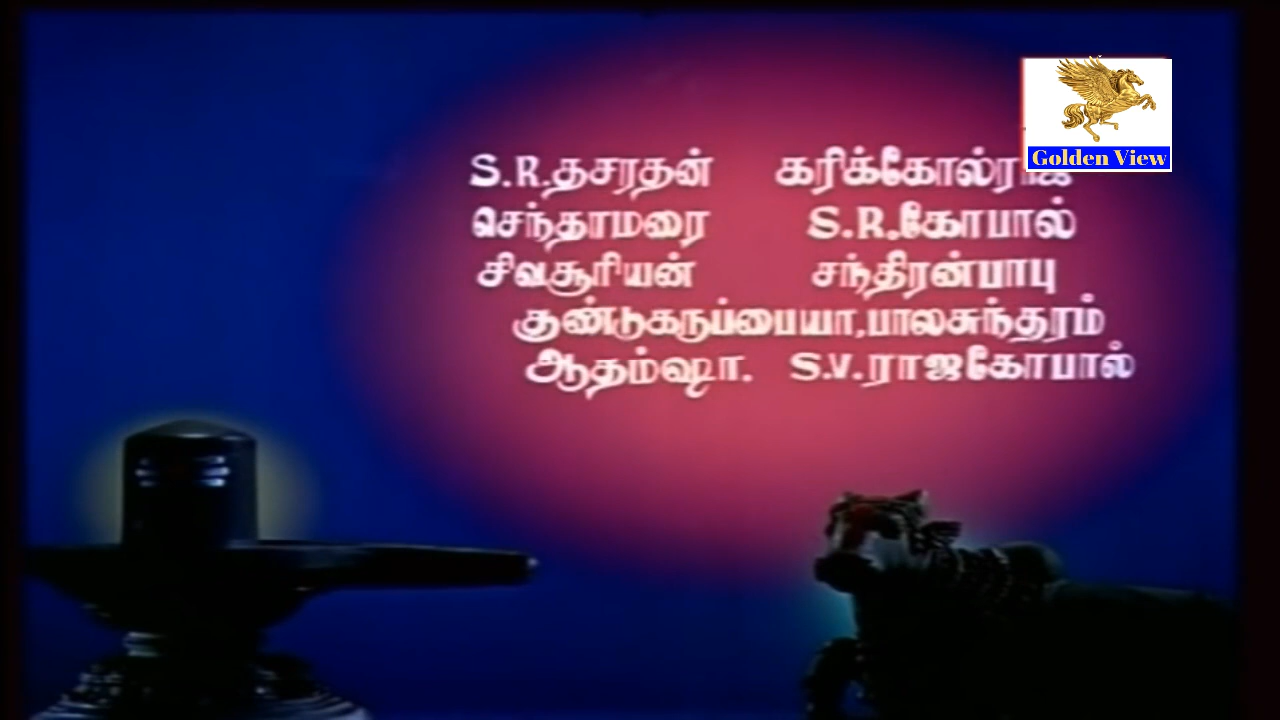 Golden View
S.R.தசரதன் கரிக்கோல்ராஜ்
செந்தாமரை S.R.கோபால்
சிவசூரியன் சந்திரன்பாபு
குண்டுகருப்பையா,பாலசுந்தரம்
ஆதம்ஷா. S.V.ராஜகோபால்